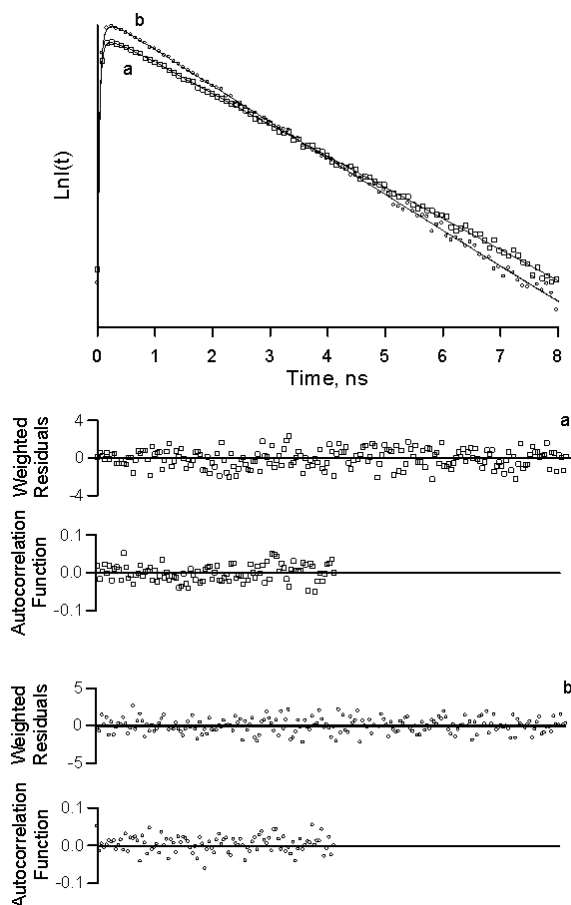 b
a
LnI(t)
0 1 2 3 4 5 6 7 8
Time, ns
a
Weighted
Residuals
4
0
-4
Autocorrelation
Function
0.1
0.0
-0.1
b
Weighted
Residuals
5
0
-5
Autocorrelation
Function
0.1
0.0
-0.1